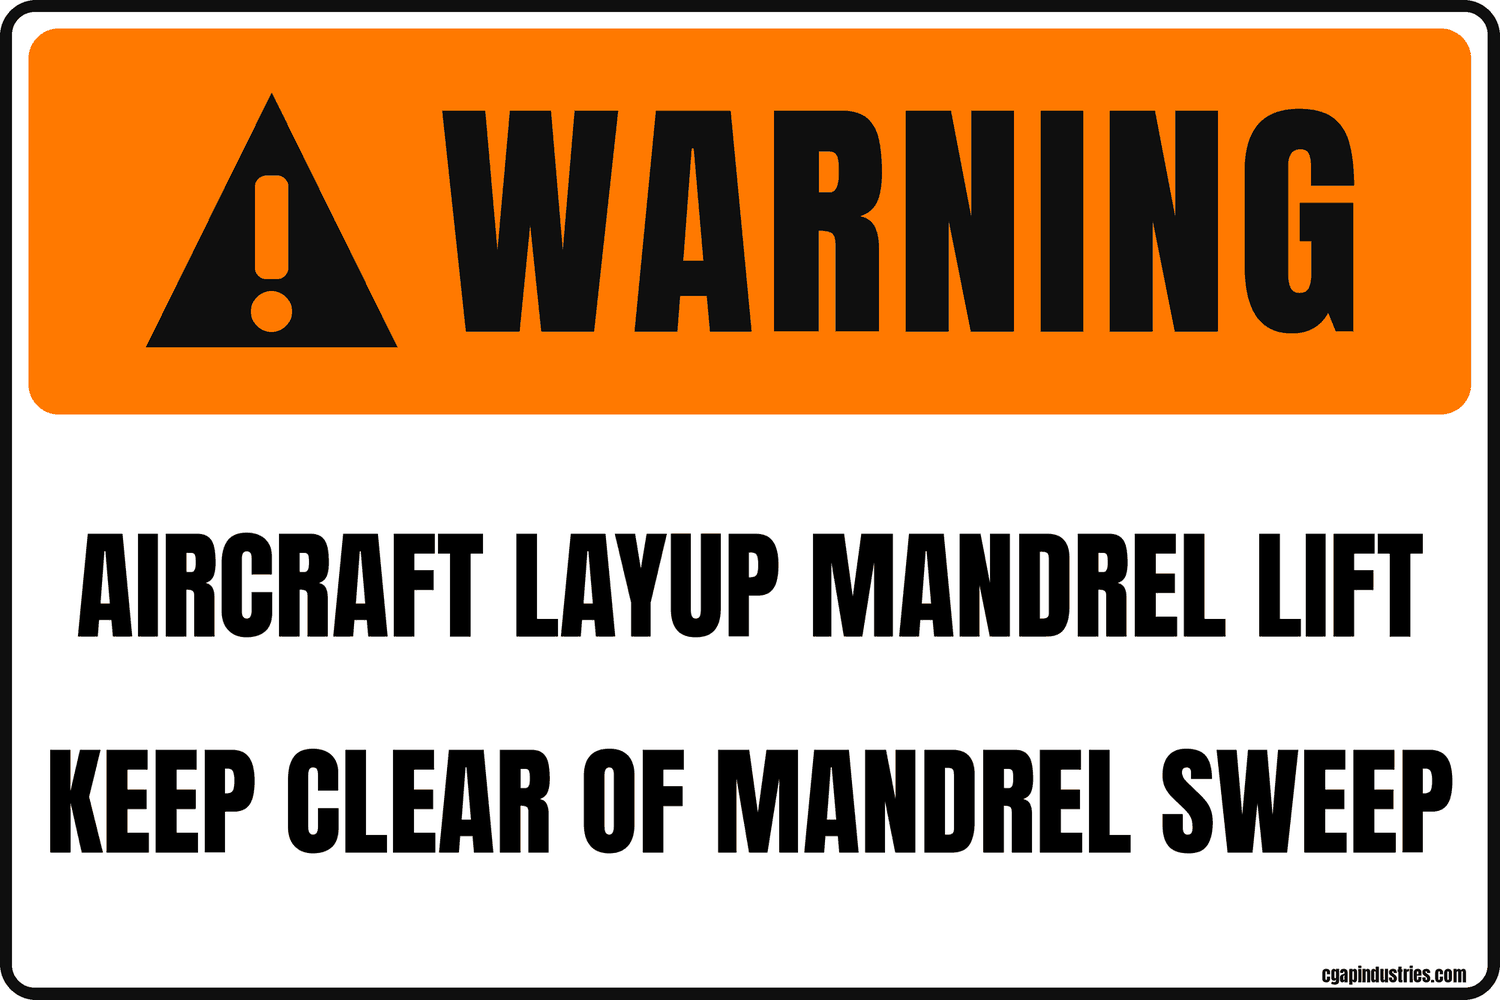 WARNING
AIRCRAFT LAYUP MANDREL LIFT
KEEP CLEAR OF MANDREL SWEEP
cgapindustries.com